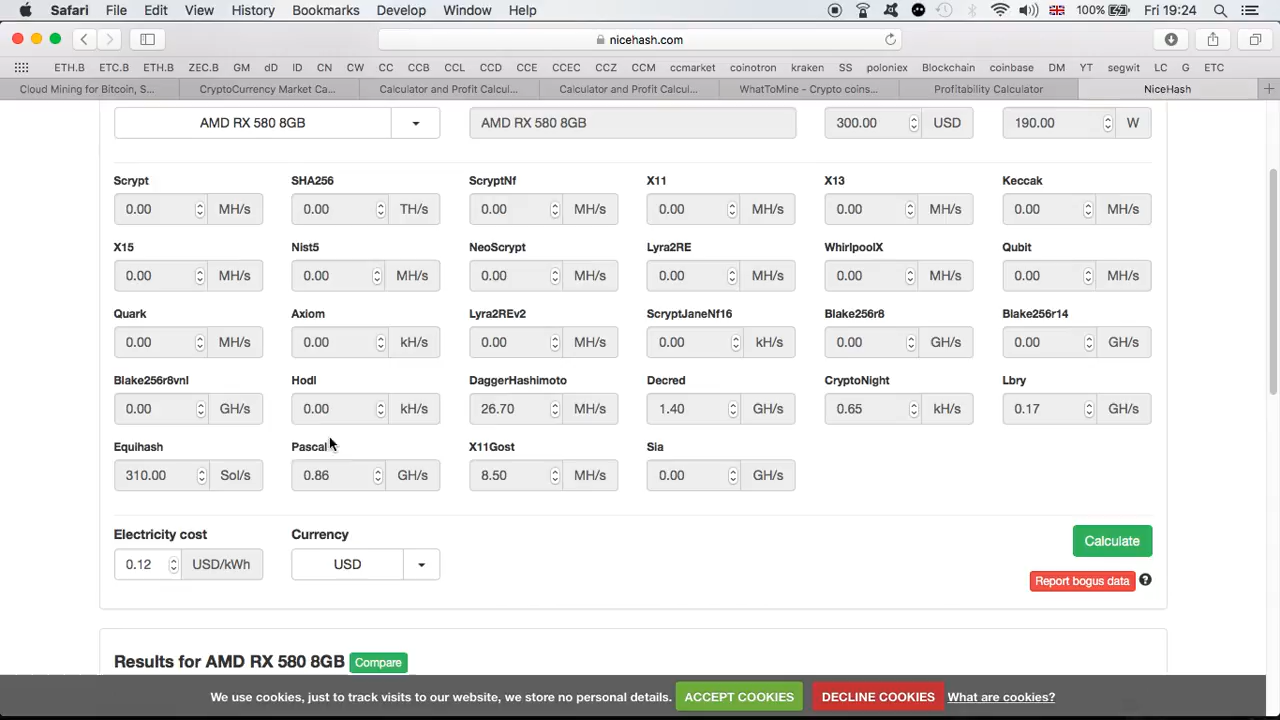 Safari File Edit View History Bookmarks Develop Window Help 100% Fri 19:24
nicehash.com
ETH.B ETC.B ETH.B ZEC.B GM dD ID CN CW CC CCB CCL CCD CCE CCEC CCZ CCM ccmarket coinotron kraken SS poloniex Blockchain coinbase DM YT segwit LC G ETC
Cloud Mining for Bitcoin, S... CryptoCurrency Market Ca... Calculator and Profit Calcul... Calculator and Profit Calcul... WhatToMine - Crypto coins... Profitability Calculator NiceHash
AMD RX 580 8GB AMD RX 580 8GB 300.00 USD 190.00 W
Scrypt SHA256 ScryptNf X11 X13 Keccak
0.00 MH/s 0.00 TH/s 0.00 MH/s 0.00 MH/s 0.00 MH/s 0.00 MH/s
X15 Nist5 NeoScrypt Lyra2RE WhirlpoolX Qubit
0.00 MH/s 0.00 MH/s 0.00 MH/s 0.00 MH/s 0.00 MH/s 0.00 MH/s
Quark Axiom Lyra2REv2 ScryptJaneNf16 Blake256r8 Blake256r14
0.00 MH/s 0.00 kH/s 0.00 MH/s 0.00 kH/s 0.00 GH/s 0.00 GH/s
Blake256r8vnl Hodl DaggerHashimoto Decred CryptoNight Lbry
0.00 GH/s 0.00 kH/s 26.70 MH/s 1.40 GH/s 0.65 kH/s 0.17 GH/s
Equihash Pascal X11Gost Sia
310.00 Sol/s 0.86 GH/s 8.50 MH/s 0.00 GH/s
Electricity cost Currency
0.12 USD/kWh USD Calculate
Report bogus data ?
Results for AMD RX 580 8GB Compare
We use cookies, just to track visits to our website, we store no personal details. ACCEPT COOKIES DECLINE COOKIES What are cookies?